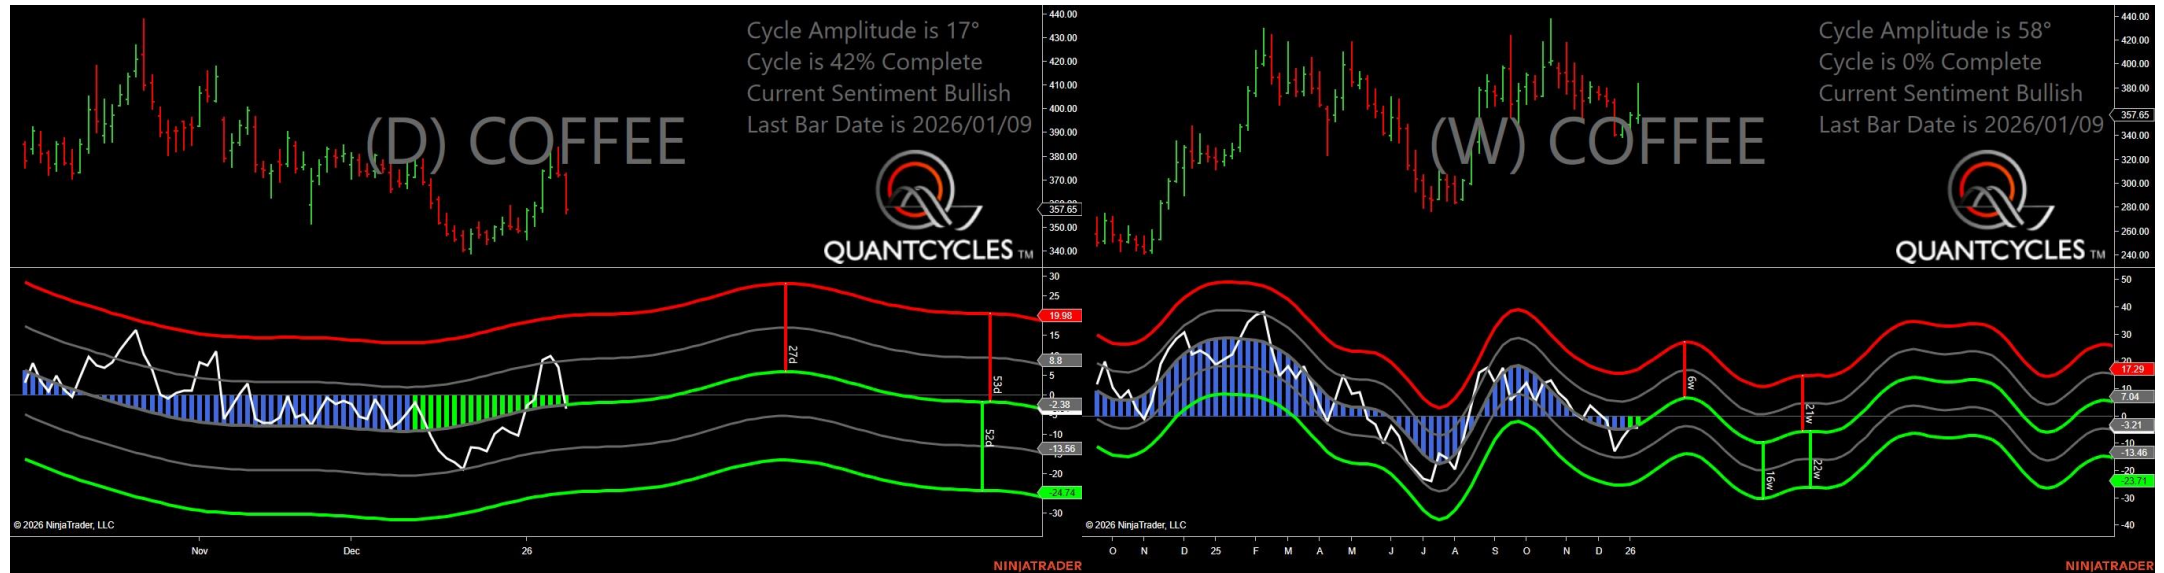 Cycle Amplitude is 17°
Cycle is 42% Complete
Current Sentiment Bullish
Last Bar Date is 2026/01/09
(D) COFFEE
QUANTCYCLES TM
440.00
430.00
420.00
410.00
400.00
390.00
380.00
370.00
357.65
350.00
340.00
30
25
19.98
15
8.8
5
0
-2.38
-10
-13.56
-20
-24.74
-30
27d
53d
52d
© 2026 NinjaTrader, LLC
Nov
Dec
26
NINJATRADER
Cycle Amplitude is 58°
Cycle is 0% Complete
Current Sentiment Bullish
Last Bar Date is 2026/01/09
(W) COFFEE
QUANTCYCLES TM
440.00
420.00
400.00
380.00
357.65
340.00
320.00
300.00
280.00
260.00
240.00
50
40
30
20
17.29
10
7.04
0
-3.21
-10
-13.46
-20
-23.71
-30
-40
6w
21w
16w
22w
© 2026 NinjaTrader, LLC
O N D 25 F M A M J J A S O N D 26
NINJATRADER